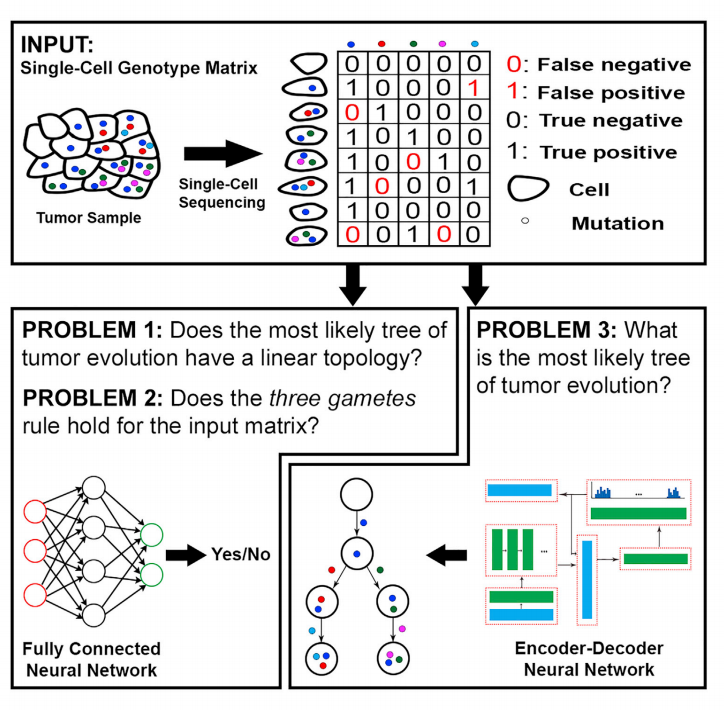 INPUT:
Single-Cell Genotype Matrix
Tumor Sample
Single-Cell
Sequencing
0 0 0 0 0
1 0 0 0 1
0 1 0 0 0
1 0 1 0 0
1 0 0 1 0
1 0 0 0 1
1 0 0 0 0
0 0 1 0 0
0: False negative
1: False positive
0: True negative
1: True positive
Cell
Mutation
PROBLEM 1: Does the most likely tree of
tumor evolution have a linear topology?
PROBLEM 2: Does the three gametes
rule hold for the input matrix?
Yes/No
Fully Connected
Neural Network
PROBLEM 3: What
is the most likely tree
of tumor evolution?
...
...
Encoder-Decoder
Neural Network